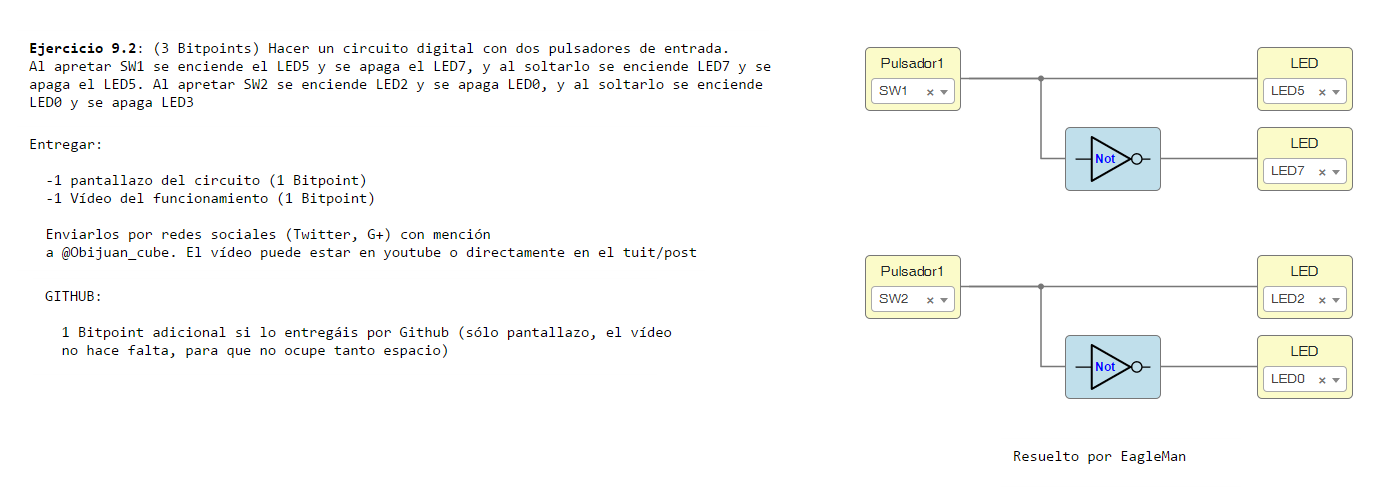 Ejercicio 9.2: (3 Bitpoints) Hacer un circuito digital con dos pulsadores de entrada.
Al apretar SW1 se enciende el LED5 y se apaga el LED7, y al soltarlo se enciende LED7 y se
apaga el LED5. Al apretar SW2 se enciende LED2 y se apaga LED0, y al soltarlo se enciende
LED0 y se apaga LED3
Entregar:
-1 pantallazo del circuito (1 Bitpoint)
-1 Vídeo del funcionamiento (1 Bitpoint)
Enviarlos por redes sociales (Twitter, G+) con mención
a @Obijuan_cube. El vídeo puede estar en youtube o directamente en el tuit/post
GITHUB:
1 Bitpoint adicional si lo entregáis por Github (sólo pantallazo, el vídeo
no hace falta, para que no ocupe tanto espacio)
Pulsador1
SW1
LED
LED5
Not
LED
LED7
Pulsador1
SW2
LED
LED2
Not
LED
LED0
Resuelto por EagleMan